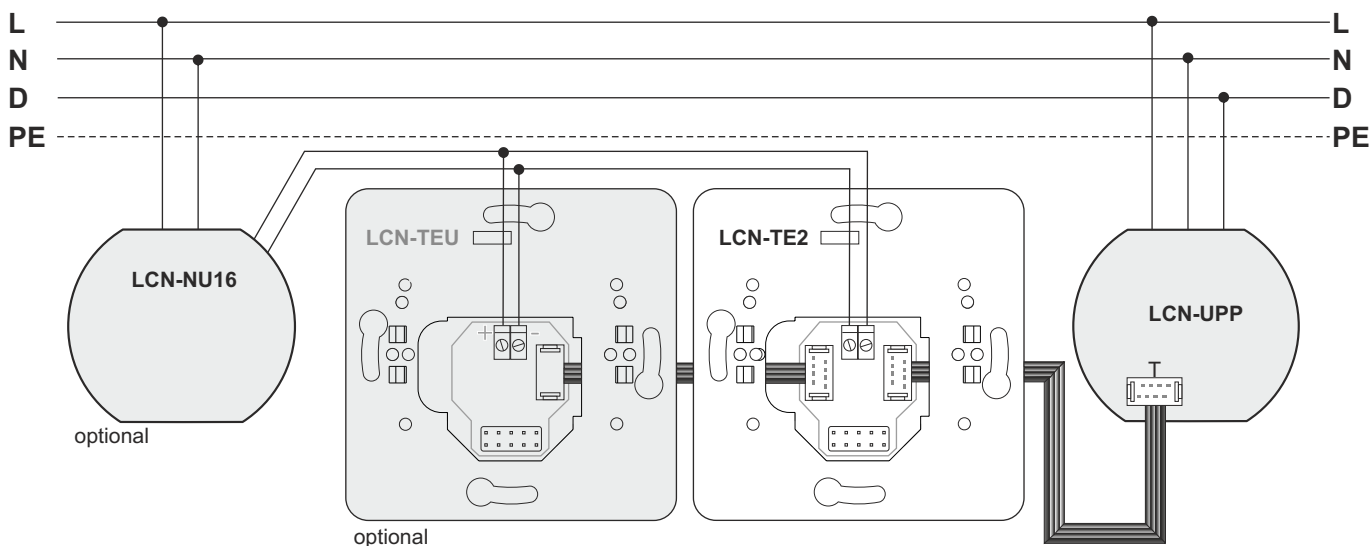 L L
N N
D D
PE PE
LCN-TEU
LCN-TE2
LCN-NU16
LCN-UPP
+ -
T
optional
optional